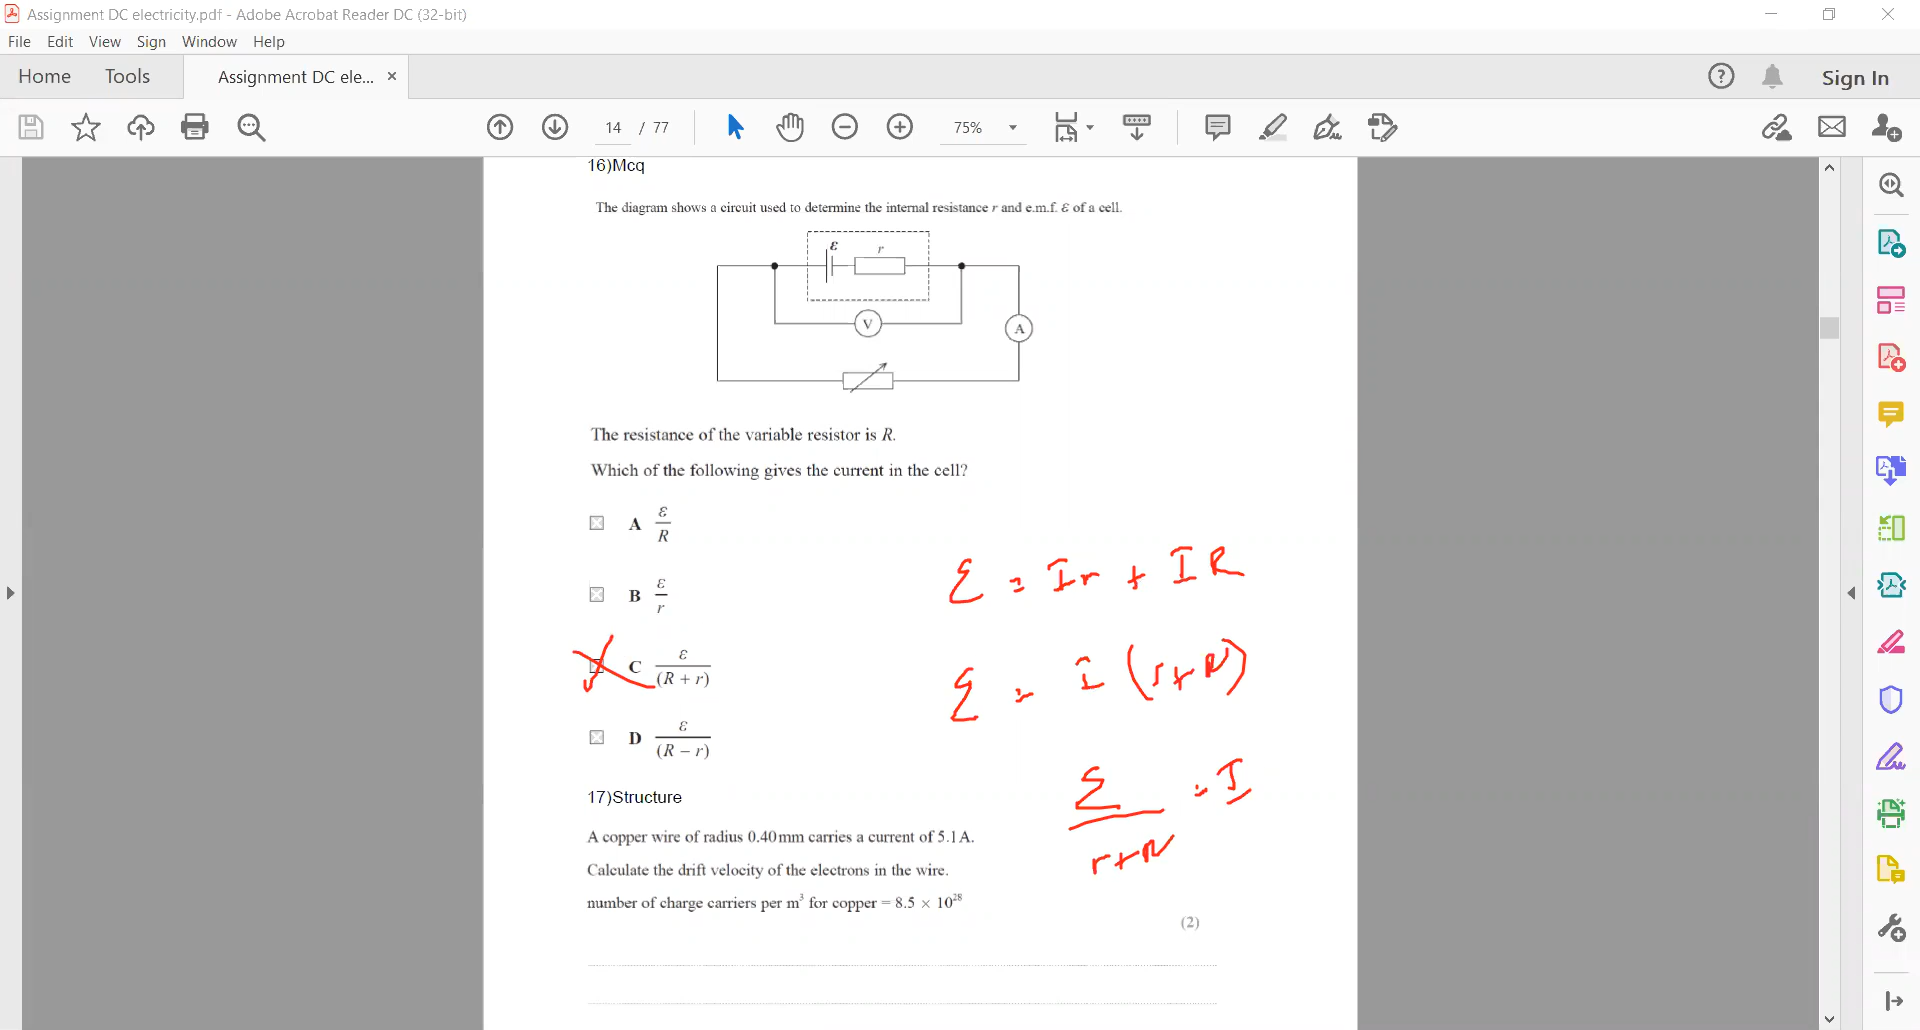 Assignment DC electricity.pdf - Adobe Acrobat Reader DC (32-bit)
File Edit View Sign Window Help
Home Tools Assignment DC ele... × Sign In
14 / 77 75%
16)Mcq
The diagram shows a circuit used to determine the internal resistance r and e.m.f. ε of a cell.
ε r
V
A
The resistance of the variable resistor is R.
Which of the following gives the current in the cell?
A ε/R
B ε/r
C ε/(R + r)
D ε/(R − r)
Σ = Ir + IR
Σ = I (r+R)
Σ/r+R = I
17)Structure
A copper wire of radius 0.40mm carries a current of 5.1A.
Calculate the drift velocity of the electrons in the wire.
number of charge carriers per m³ for copper = 8.5 × 10²⁸
(2)